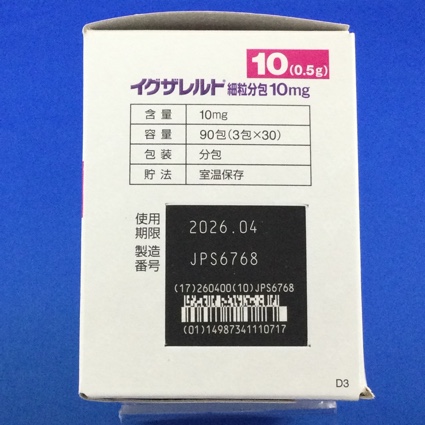 10(0.5g)
イグザレルト®細粒分包10mg
含量 10mg
容量 90包(3包×30)
包装 分包
貯法 室温保存
使用期限 2026.04
製造番号 JPS6768
(17)260400(10)JPS6768
(01)14987341110717
D3